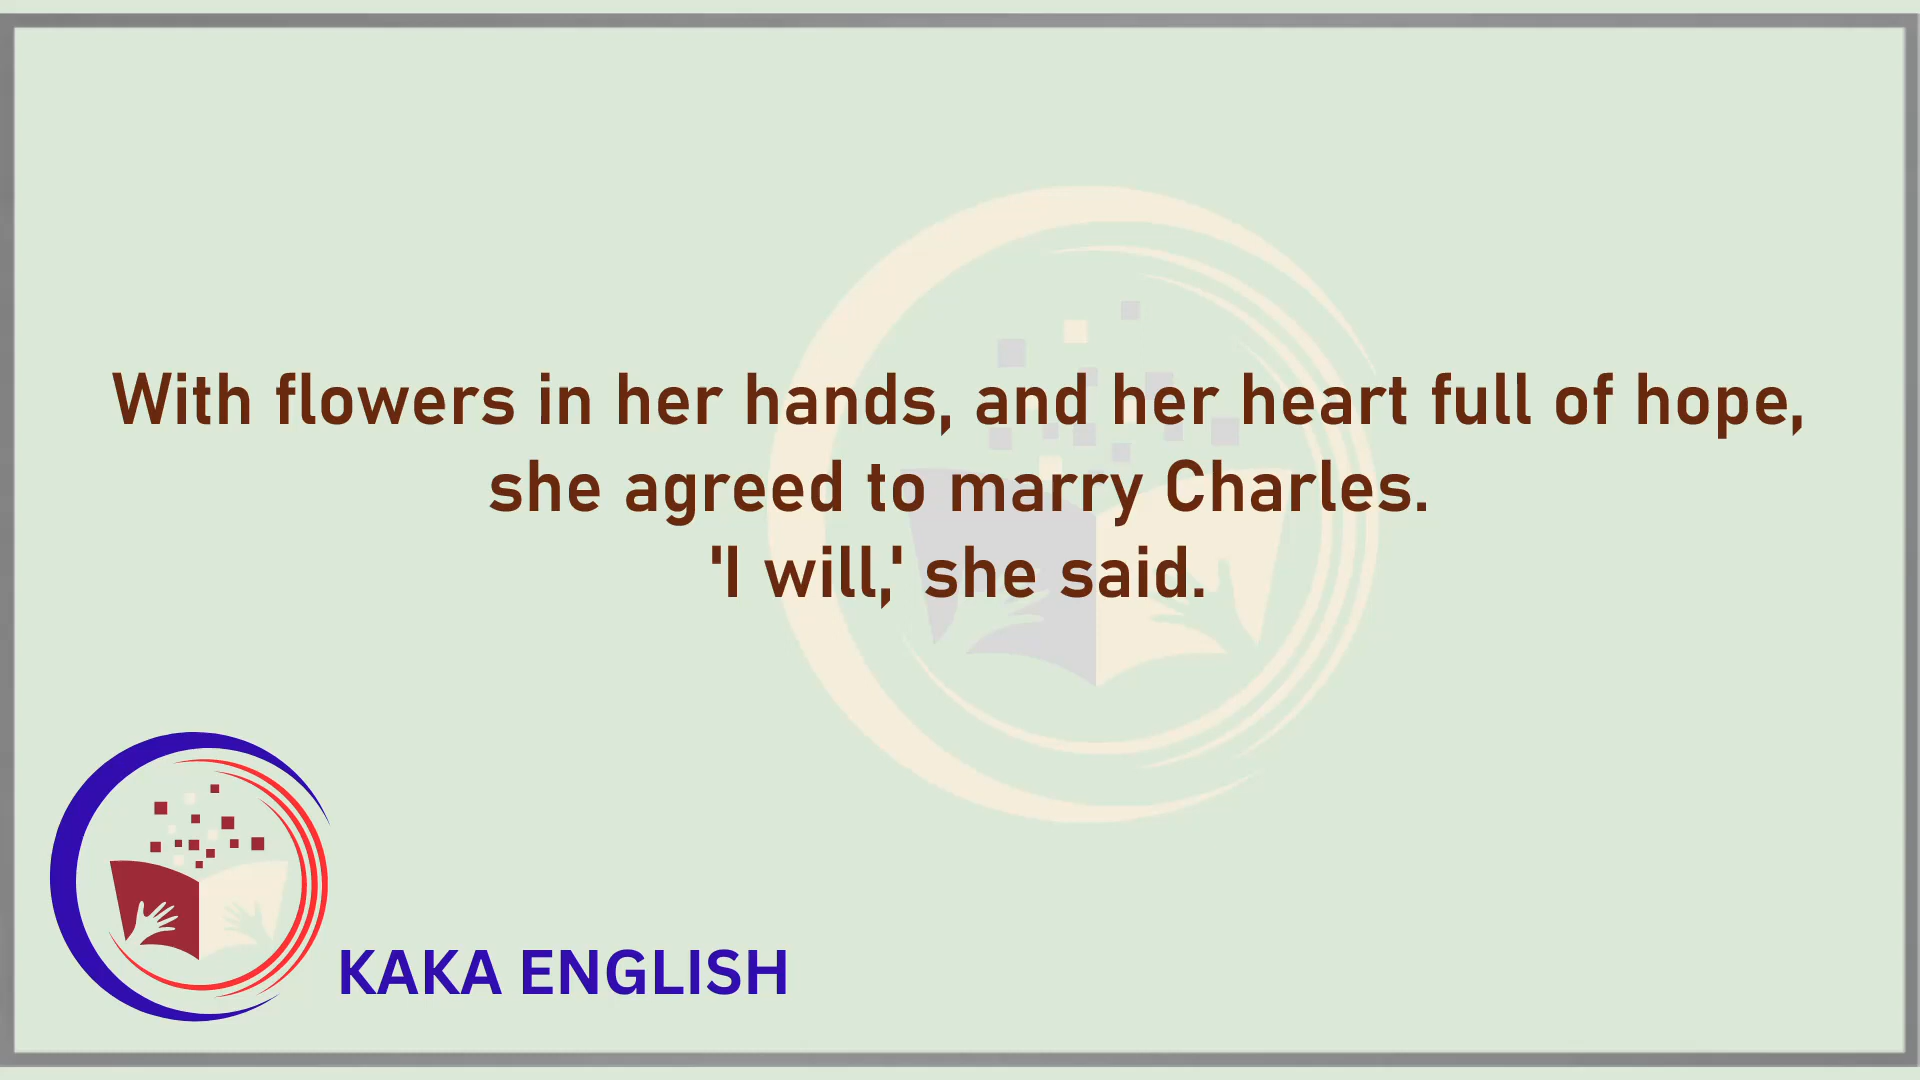 With flowers in her hands, and her heart full of hope,
she agreed to marry Charles.
'I will,' she said.
KAKA ENGLISH